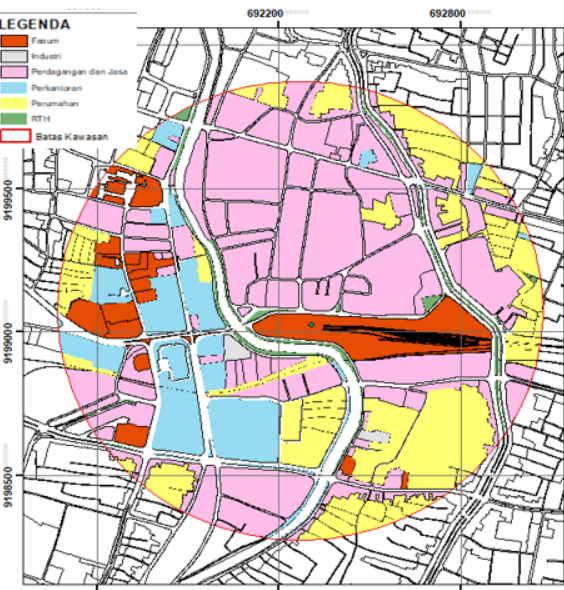 692200
692800
LEGENDA
Fasum
Industri
Perdagangan dan Jasa
Perkantoran
Perumahan
RTH
Batas Kawasan
9199500
9199000
9198500